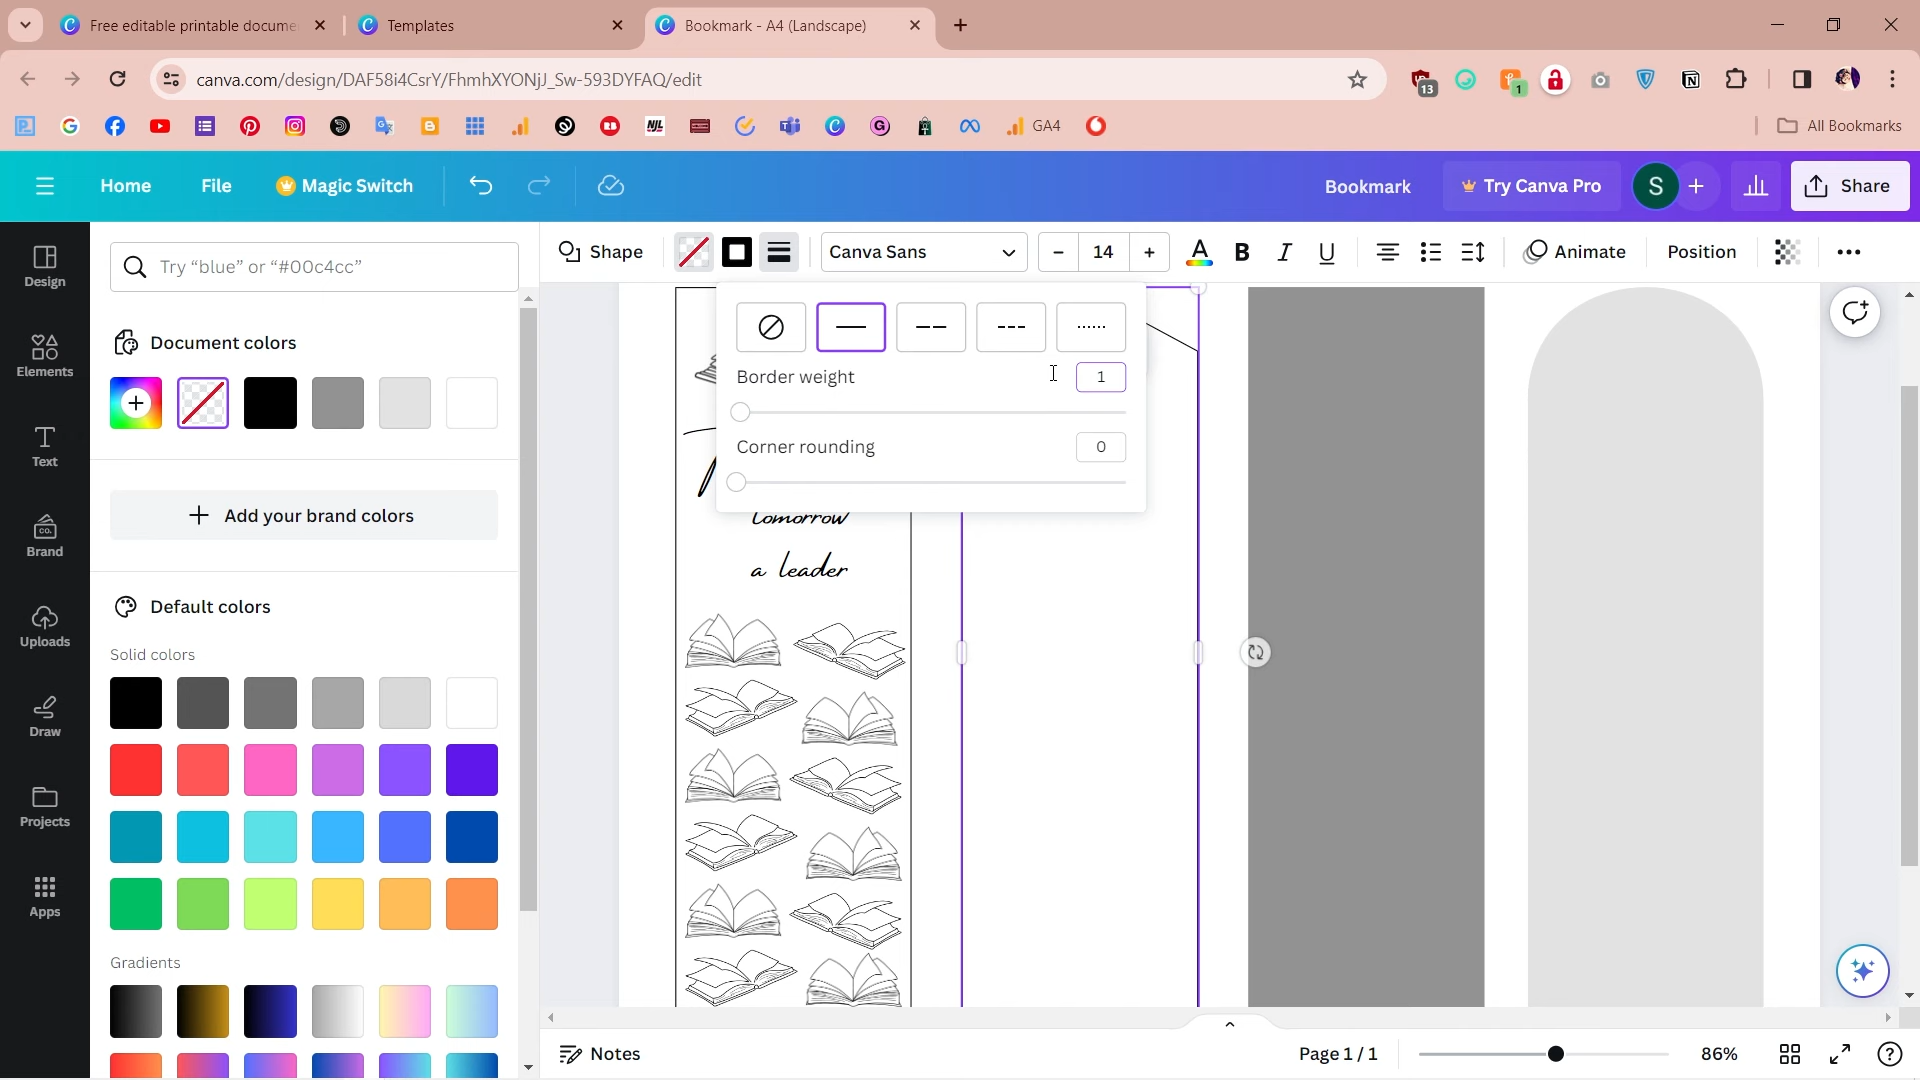 Free editable printable docume
Templates
Bookmark - A4 (Landscape)
canva.com/design/DAF58i4CsrY/FhmhXYONjJ_Sw-593DYFAQ/edit
13
1
GA4
All Bookmarks
Home
File
Magic Switch
Bookmark
Try Canva Pro
S
Share
Design
Elements
Text
Brand
Uploads
Draw
Projects
Apps
Try “blue” or “#00c4cc”
Document colors
Add your brand colors
Default colors
Solid colors
Gradients
Shape
Canva Sans
14
A
B
I
U
Animate
Position
Border weight
1
Corner rounding
0
tomorrow
a leader
Notes
Page 1 / 1
86%